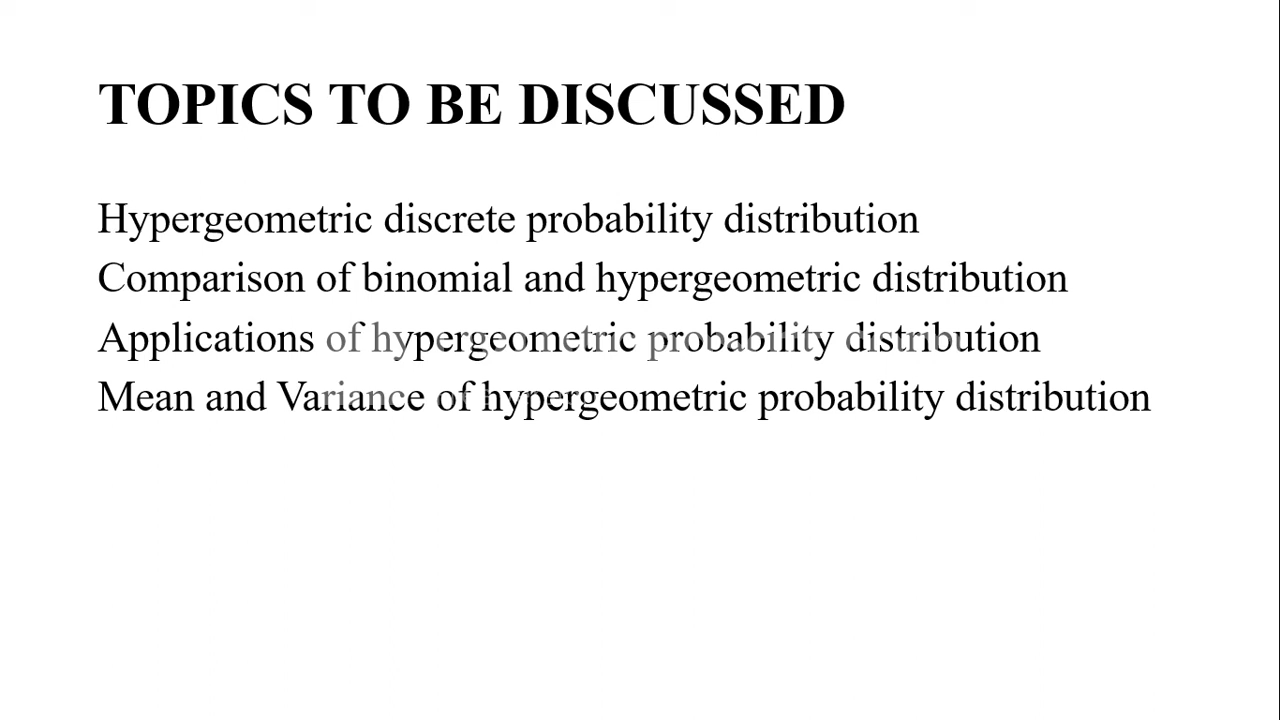 TOPICS TO BE DISCUSSED
Hypergeometric discrete probability distribution
Comparison of binomial and hypergeometric distribution
Applications of hypergeometric probability distribution
Mean and Variance of hypergeometric probability distribution